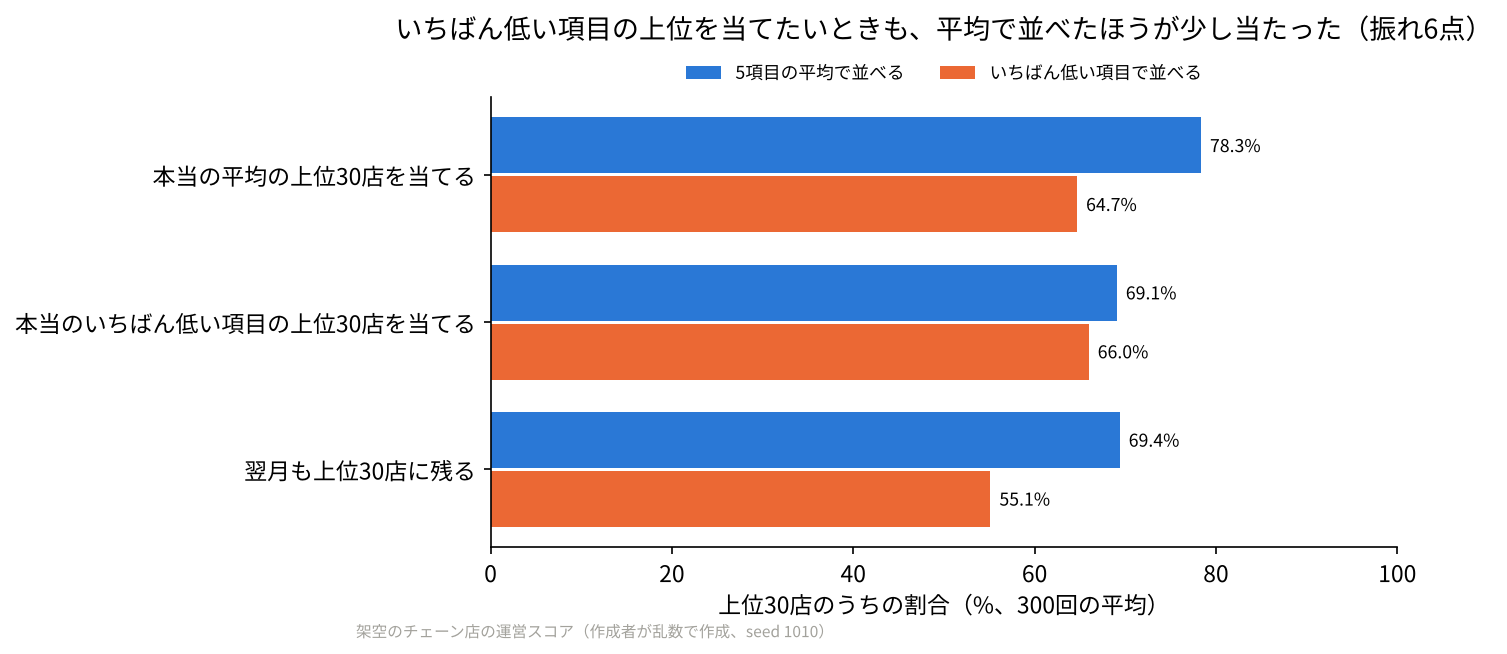 いちばん低い項目の上位を当てたいときも、平均で並べたほうが少し当たった（振れ6点）
5項目の平均で並べる
いちばん低い項目で並べる
本当の平均の上位30店を当てる
78.3%
64.7%
本当のいちばん低い項目の上位30店を当てる
69.1%
66.0%
翌月も上位30店に残る
69.4%
55.1%
0 20 40 60 80 100
上位30店のうちの割合（%、300回の平均）
架空のチェーン店の運営スコア（作成者が乱数で作成、seed 1010）